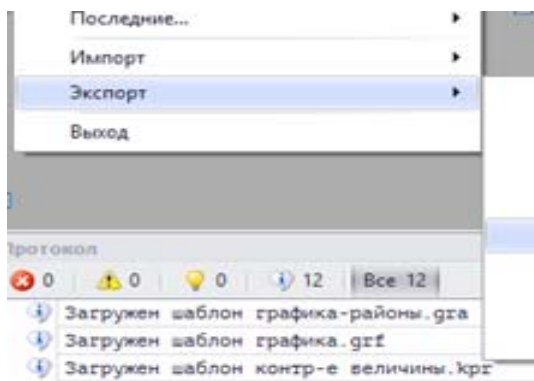 Последние...
Импорт
Экспорт
Выход
Протокол
0 0 0 12 Все 12
Загружен шаблон графика-районы.gra
Загружен шаблон графика.grf
Загружен шаблон контр-е величины.kpr